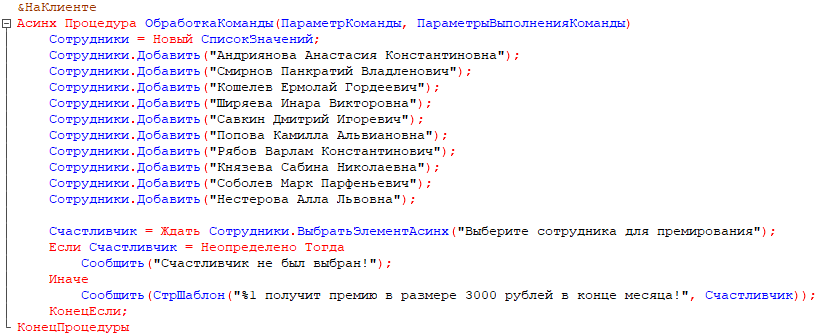 &НаКлиенте
Асинх Процедура ОбработкаКоманды(ПараметрКоманды, ПараметрыВыполненияКоманды)
Сотрудники = Новый СписокЗначений;
Сотрудники.Добавить("Андриянова Анастасия Константиновна");
Сотрудники.Добавить("Смирнов Панкратий Владленович");
Сотрудники.Добавить("Кошелев Ермолай Гордеевич");
Сотрудники.Добавить("Ширяева Инара Викторовна");
Сотрудники.Добавить("Савкин Дмитрий Игоревич");
Сотрудники.Добавить("Попова Камилла Альвиановна");
Сотрудники.Добавить("Рябов Варлам Константинович");
Сотрудники.Добавить("Князева Сабина Николаевна");
Сотрудники.Добавить("Соболев Марк Парфеньевич");
Сотрудники.Добавить("Нестерова Алла Львовна");
Счастливчик = Ждать Сотрудники.ВыбратьЭлементАсинх("Выберите сотрудника для премирования");
Если Счастливчик = Неопределено Тогда
Сообщить("Счастливчик не был выбран!");
Иначе
Сообщить(СтрШаблон("%1 получит премию в размере 3000 рублей в конце месяца!", Счастливчик));
КонецЕсли;
КонецПроцедуры